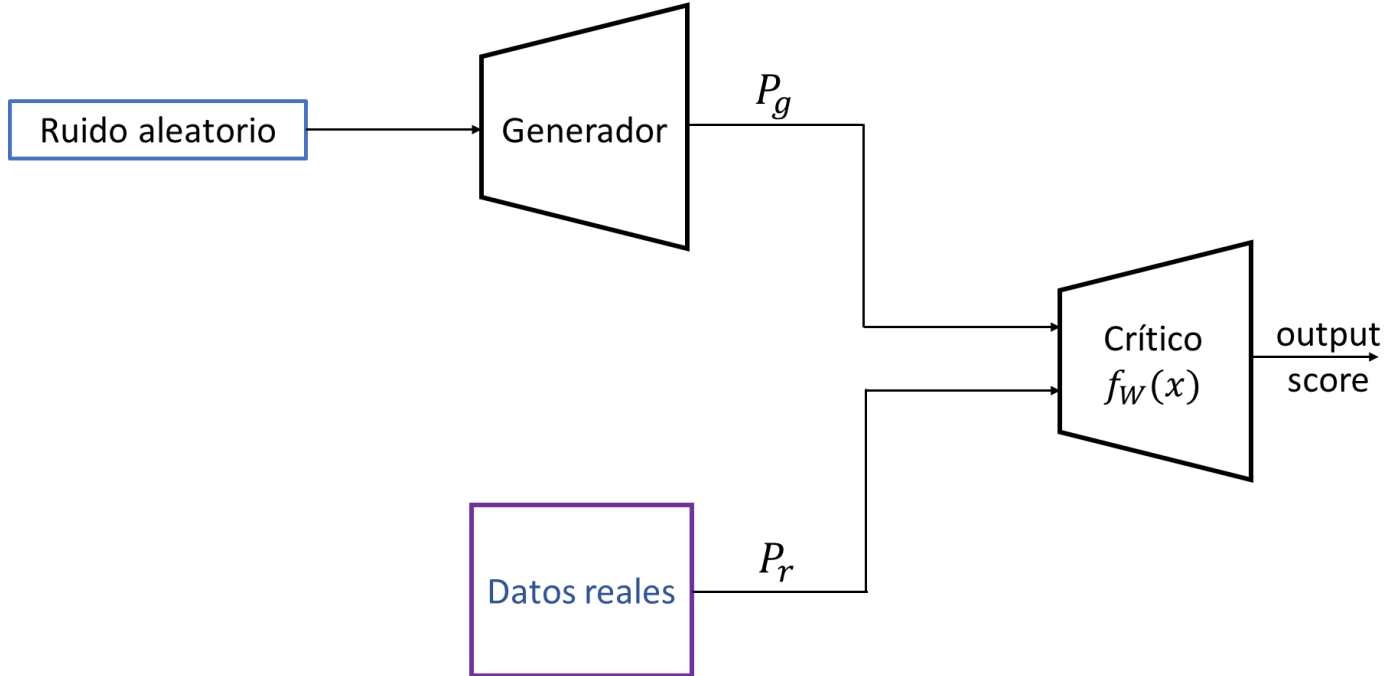 Ruido aleatorio
Generador
P_g
Crítico
f_W(x)
output
score
Datos reales
P_r